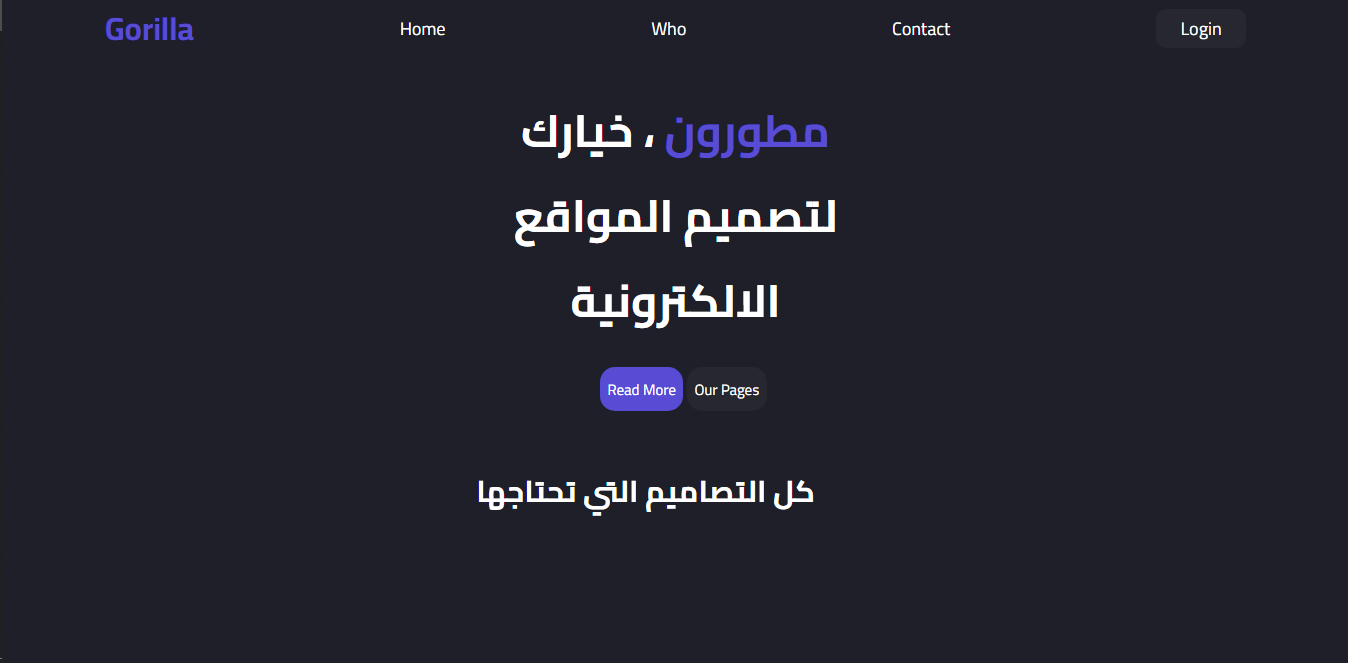 Gorilla
Home
Who
Contact
Login
مطورون ، خيارك
لتصميم المواقع
الالكترونية
Read More
Our Pages
كل التصاميم التي تحتاجها